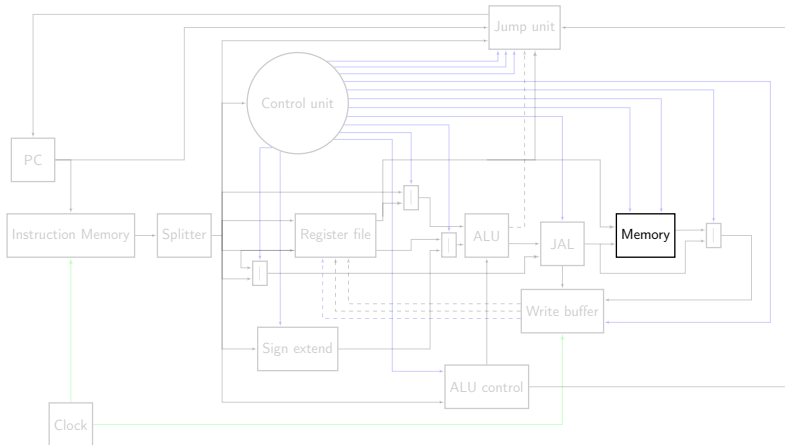 Jump unit
Control unit
PC
Instruction Memory
Splitter
Register file
ALU
JAL
Memory
Write buffer
Sign extend
ALU control
Clock